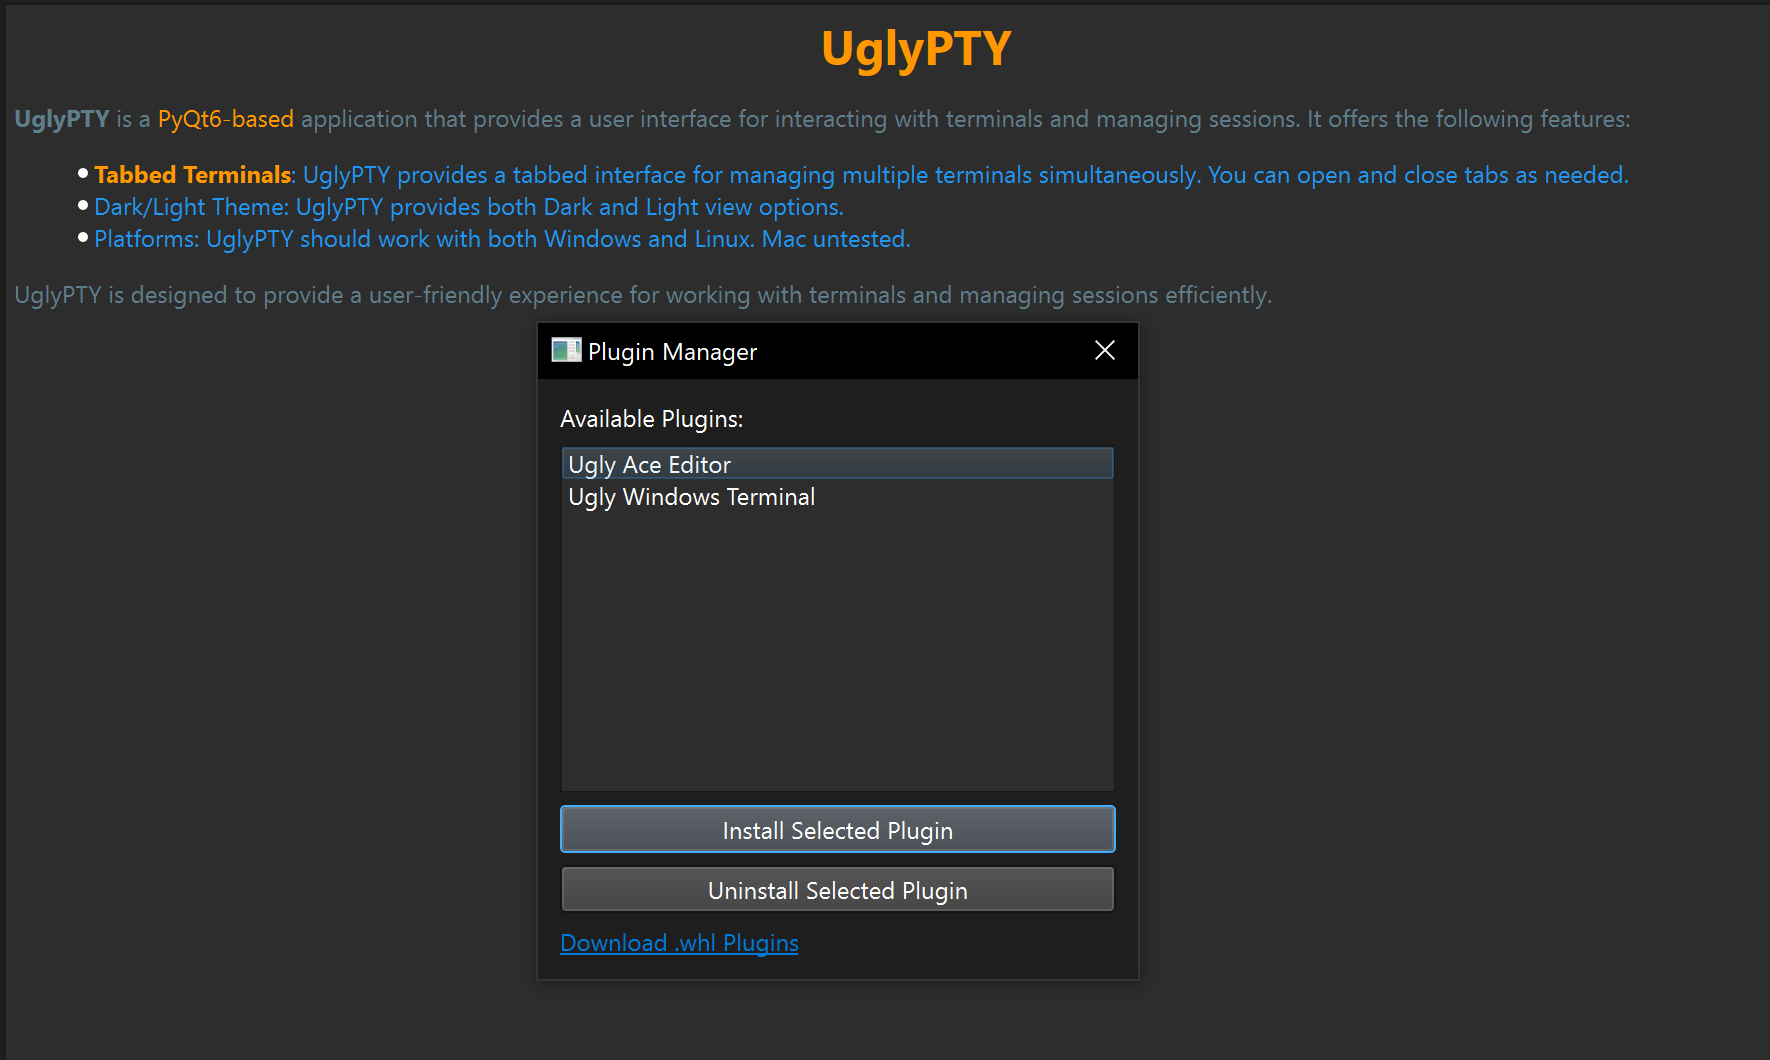 UglyPTY
UglyPTY is a PyQt6-based application that provides a user interface for interacting with terminals and managing sessions. It offers the following features:
Tabbed Terminals: UglyPTY provides a tabbed interface for managing multiple terminals simultaneously. You can open and close tabs as needed.
Dark/Light Theme: UglyPTY provides both Dark and Light view options.
Platforms: UglyPTY should work with both Windows and Linux. Mac untested.
UglyPTY is designed to provide a user-friendly experience for working with terminals and managing sessions efficiently.
Plugin Manager
Available Plugins:
Ugly Ace Editor
Ugly Windows Terminal
Install Selected Plugin
Uninstall Selected Plugin
Download .whl Plugins